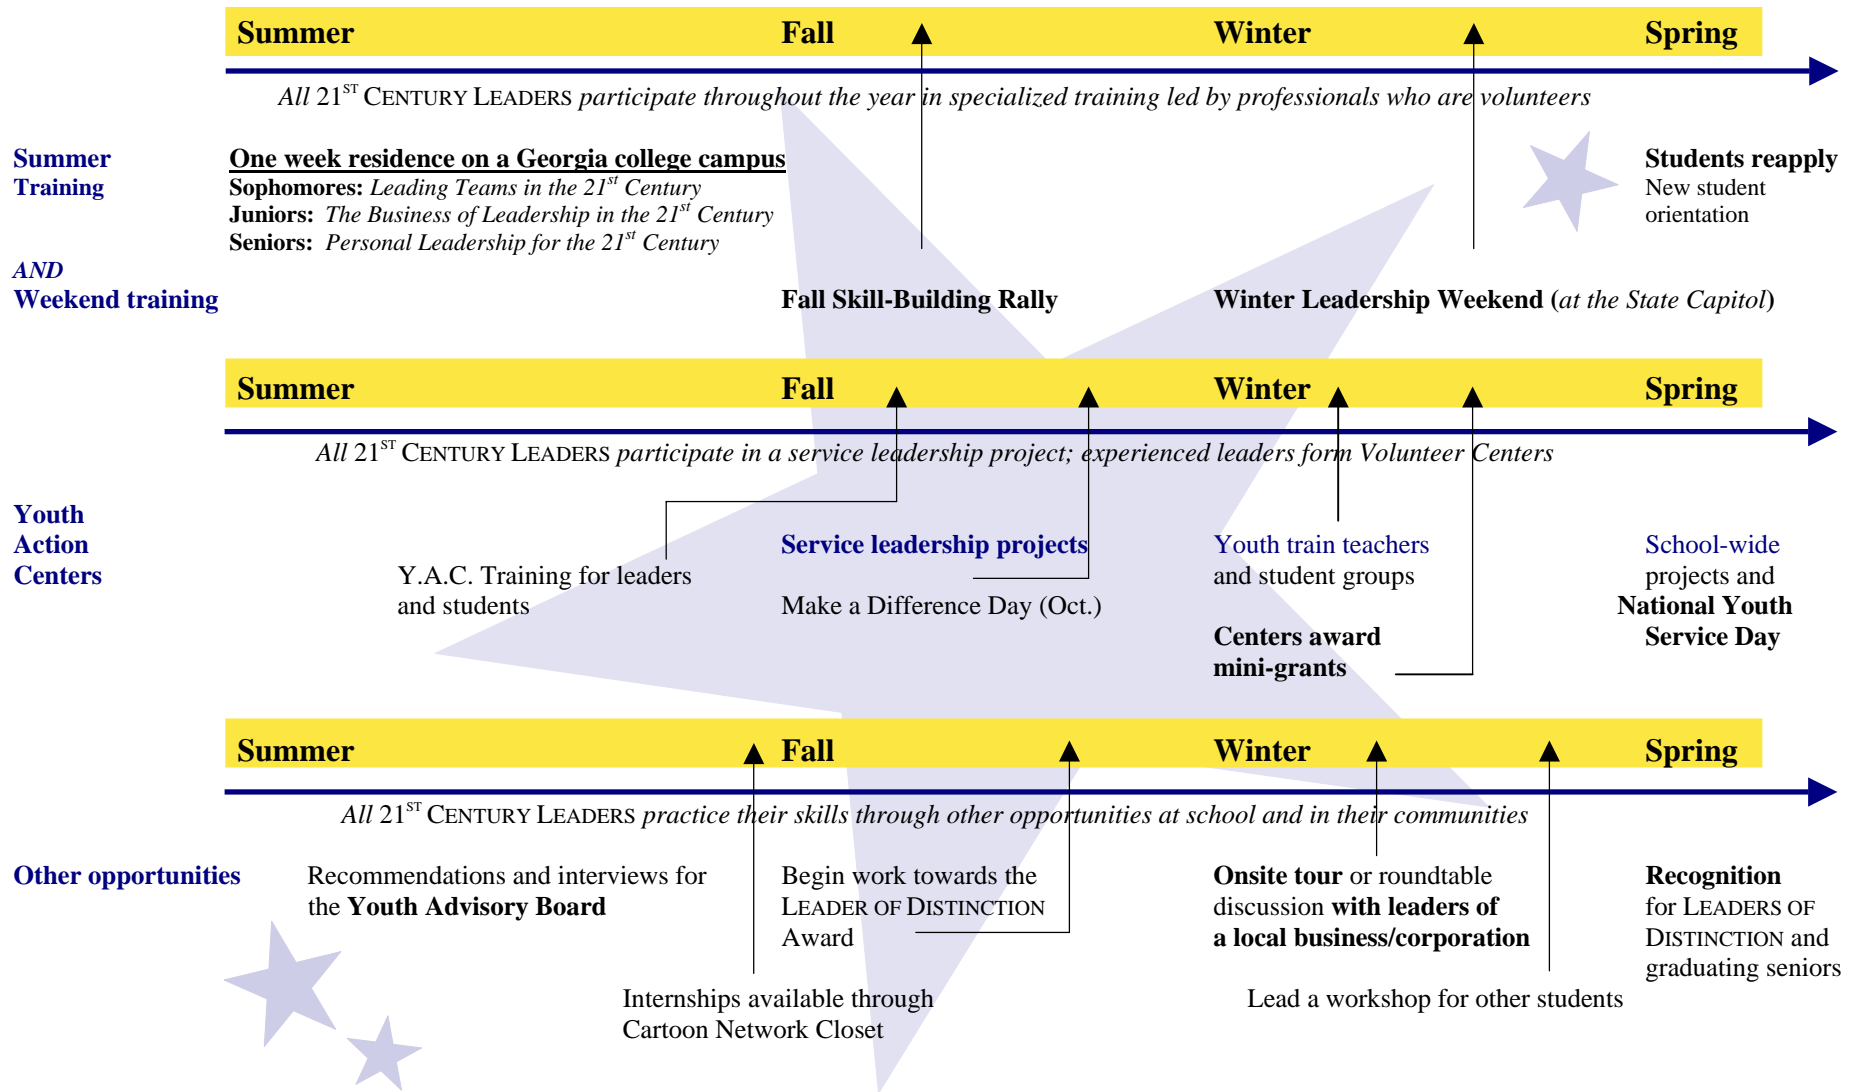 Summer Fall Winter Spring
All 21ST CENTURY LEADERS participate throughout the year in specialized training led by professionals who are volunteers
Summer
Training
One week residence on a Georgia college campus
Sophomores: Leading Teams in the 21st Century
Juniors: The Business of Leadership in the 21st Century
Seniors: Personal Leadership for the 21st Century
Students reapply
New student
orientation
AND
Weekend training
Fall Skill-Building Rally
Winter Leadership Weekend (at the State Capitol)
Summer Fall Winter Spring
All 21ST CENTURY LEADERS participate in a service leadership project; experienced leaders form Volunteer Centers
Youth
Action
Centers
Y.A.C. Training for leaders
and students
Service leadership projects
Make a Difference Day (Oct.)
Youth train teachers
and student groups
Centers award
mini-grants
School-wide
projects and
National Youth
Service Day
Summer Fall Winter Spring
All 21ST CENTURY LEADERS practice their skills through other opportunities at school and in their communities
Other opportunities
Recommendations and interviews for
the Youth Advisory Board
Internships available through
Cartoon Network Closet
Begin work towards the
LEADER OF DISTINCTION
Award
Onsite tour or roundtable
discussion with leaders of
a local business/corporation
Lead a workshop for other students
Recognition
for LEADERS OF
DISTINCTION and
graduating seniors